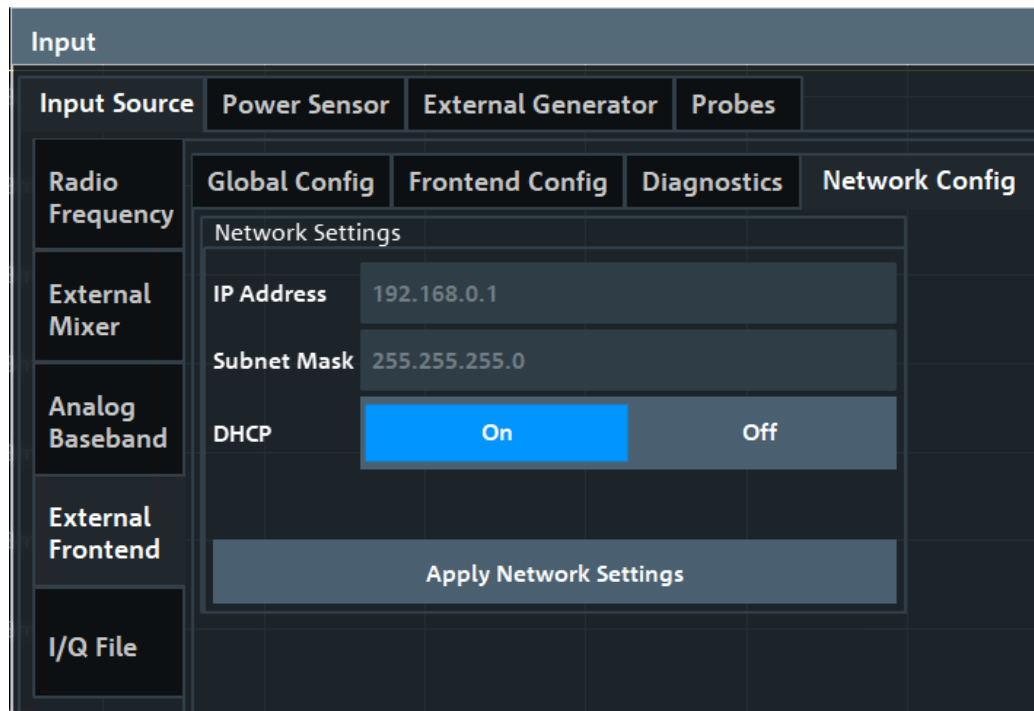 Input
Input Source
Power Sensor
External Generator
Probes
Radio
Frequency
External
Mixer
Analog
Baseband
External
Frontend
I/Q File
Global Config
Frontend Config
Diagnostics
Network Config
Network Settings
IP Address 192.168.0.1
Subnet Mask 255.255.255.0
DHCP On Off
Apply Network Settings